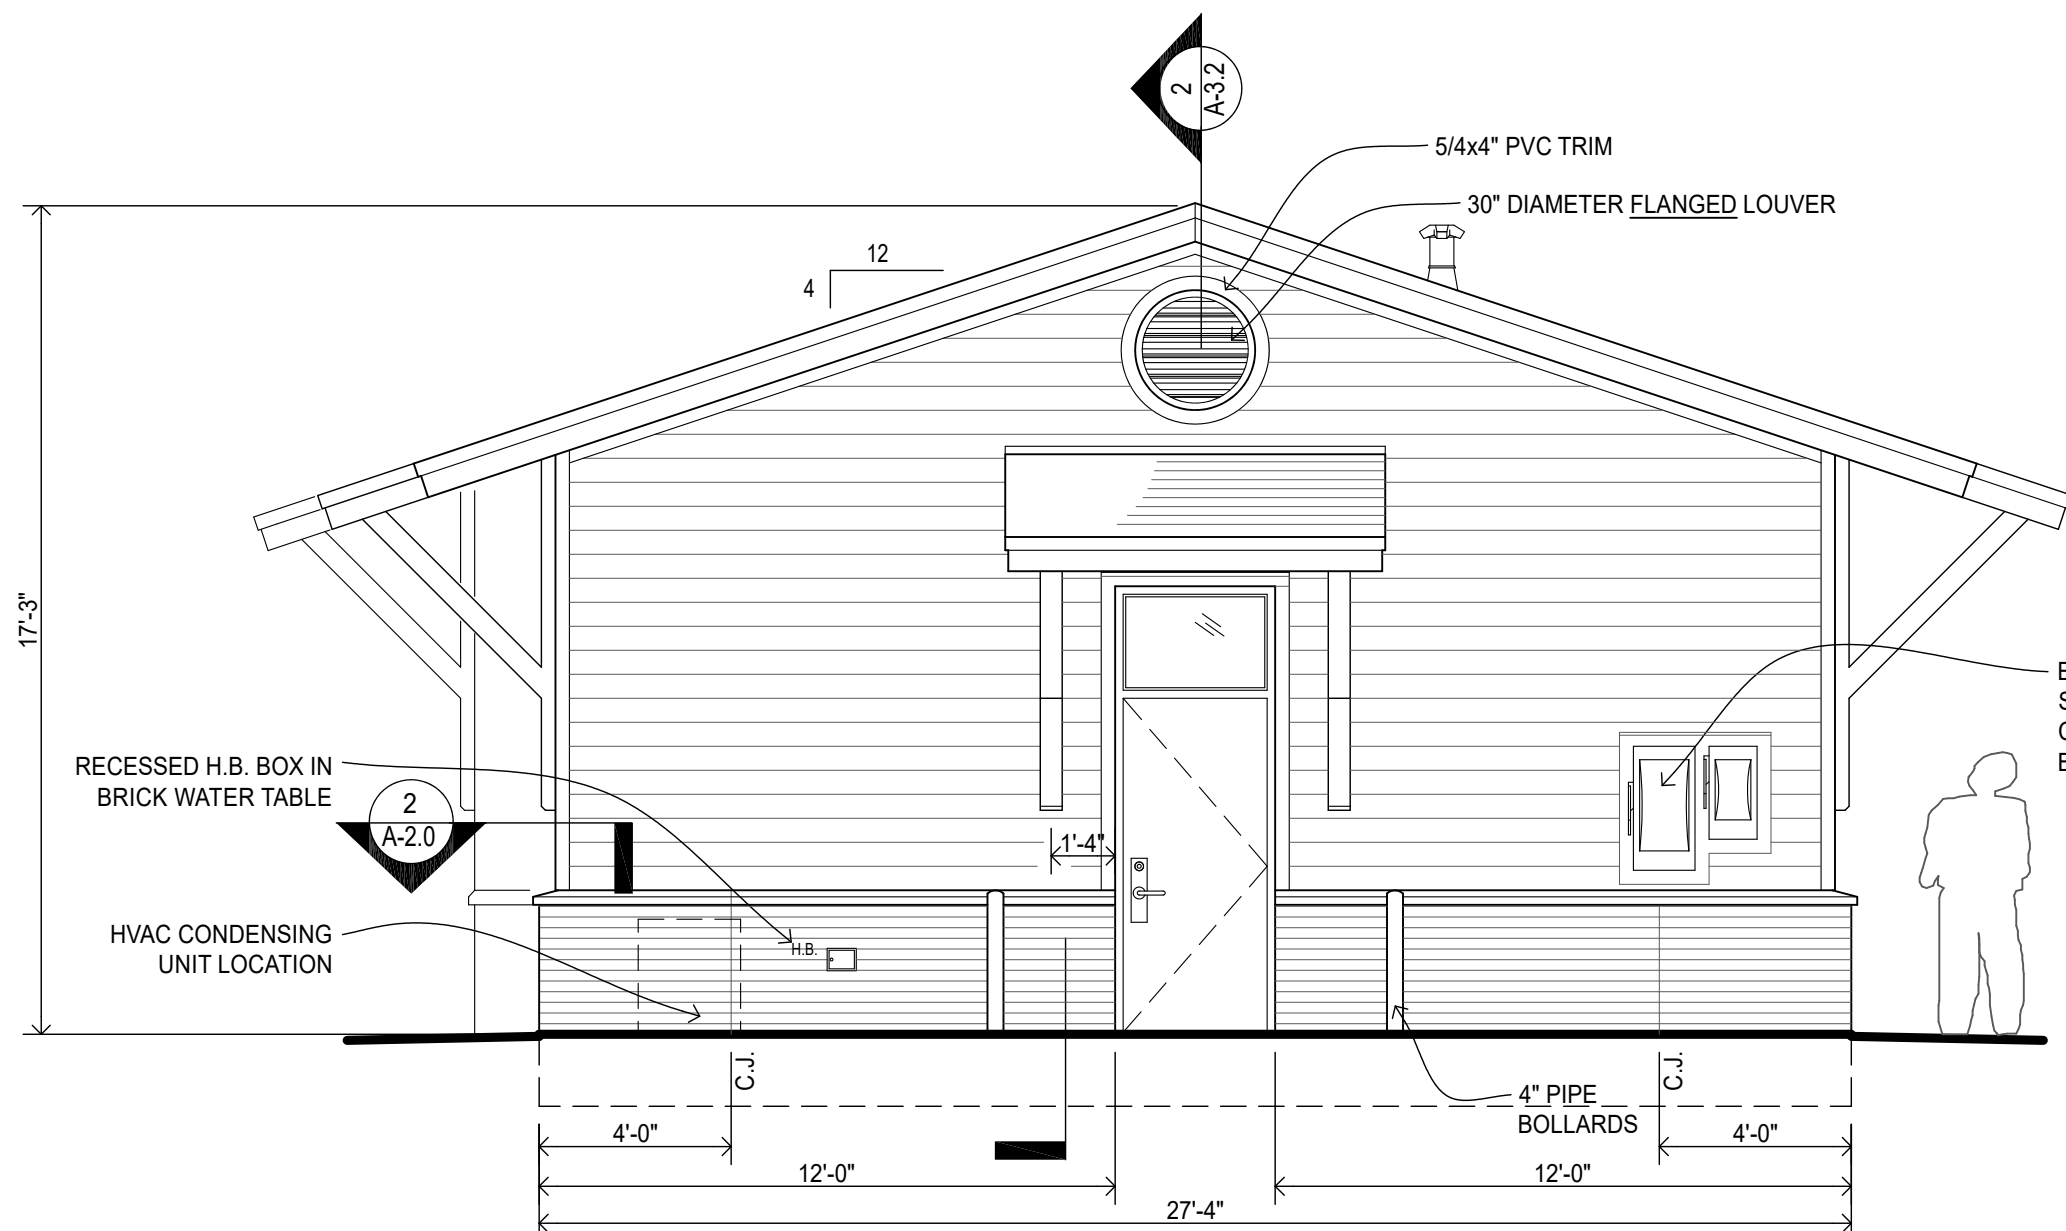 2
A-3.2
5/4x4" PVC TRIM
30" DIAMETER FLANGED LOUVER
12
4
17'-3"
RECESSED H.B. BOX IN
BRICK WATER TABLE
2
A-2.0
1'-4"
H.B.
HVAC CONDENSING
UNIT LOCATION
C.J.
C.J.
4" PIPE
BOLLARDS
4'-0"
4'-0"
12'-0"
12'-0"
27'-4"